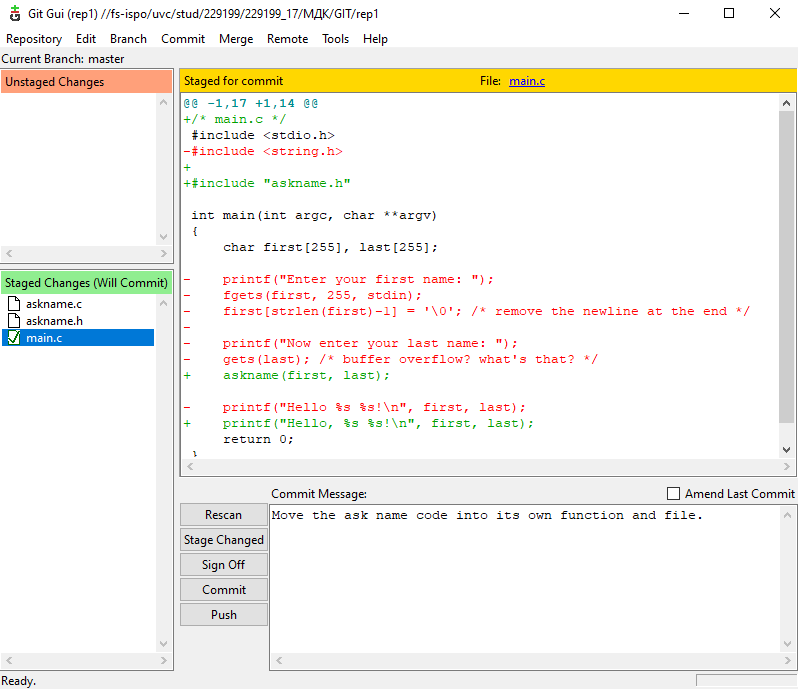 Git Gui (rep1) //fs-ispo/uvc/stud/229199/229199_17/МДК/GIT/rep1
Repository Edit Branch Commit Merge Remote Tools Help
Current Branch: master
Unstaged Changes
Staged for commit File: main.c
@@ -1,17 +1,14 @@
+/* main.c */
 #include <stdio.h>
-#include <string.h>
+
+#include "askname.h"
 int main(int argc, char **argv)
 {
     char first[255], last[255];
-    printf("Enter your first name: ");
-    fgets(first, 255, stdin);
-    first[strlen(first)-1] = '\0'; /* remove the newline at the end */
-
-    printf("Now enter your last name: ");
-    gets(last); /* buffer overflow? what's that? */
+    askname(first, last);
-    printf("Hello %s %s!\n", first, last);
+    printf("Hello, %s %s!\n", first, last);
     return 0;
 }
Staged Changes (Will Commit)
askname.c
askname.h
main.c
Commit Message: Amend Last Commit
Move the ask name code into its own function and file.
Rescan
Stage Changed
Sign Off
Commit
Push
Ready.